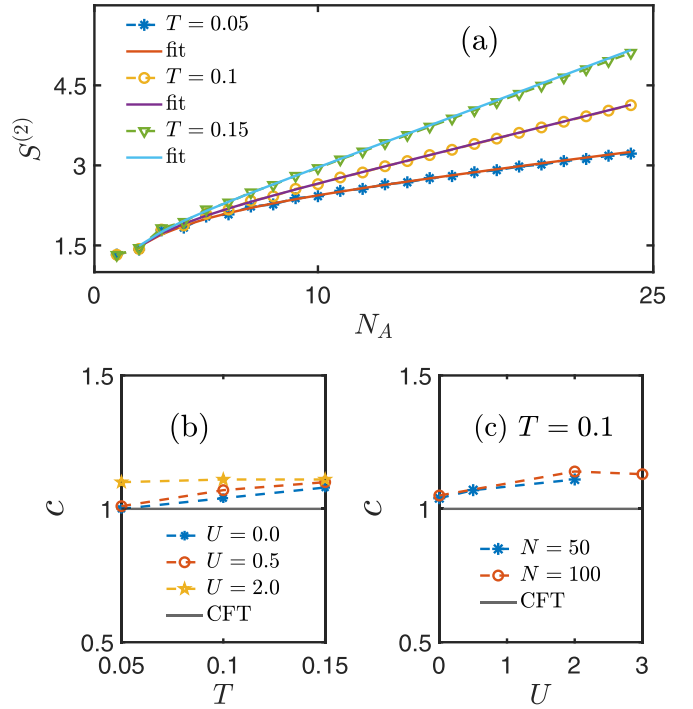 (a)
T = 0.05
fit
T = 0.1
fit
T = 0.15
fit
S^{(2)}
4.5
3
1.5
0
10
25
N_A
(b)
1.5
1
0.5
c
U = 0.0
U = 0.5
U = 2.0
CFT
0.05
0.1
0.15
T
(c) T = 0.1
1.5
1
0.5
c
N = 50
N = 100
CFT
0
1
2
3
U